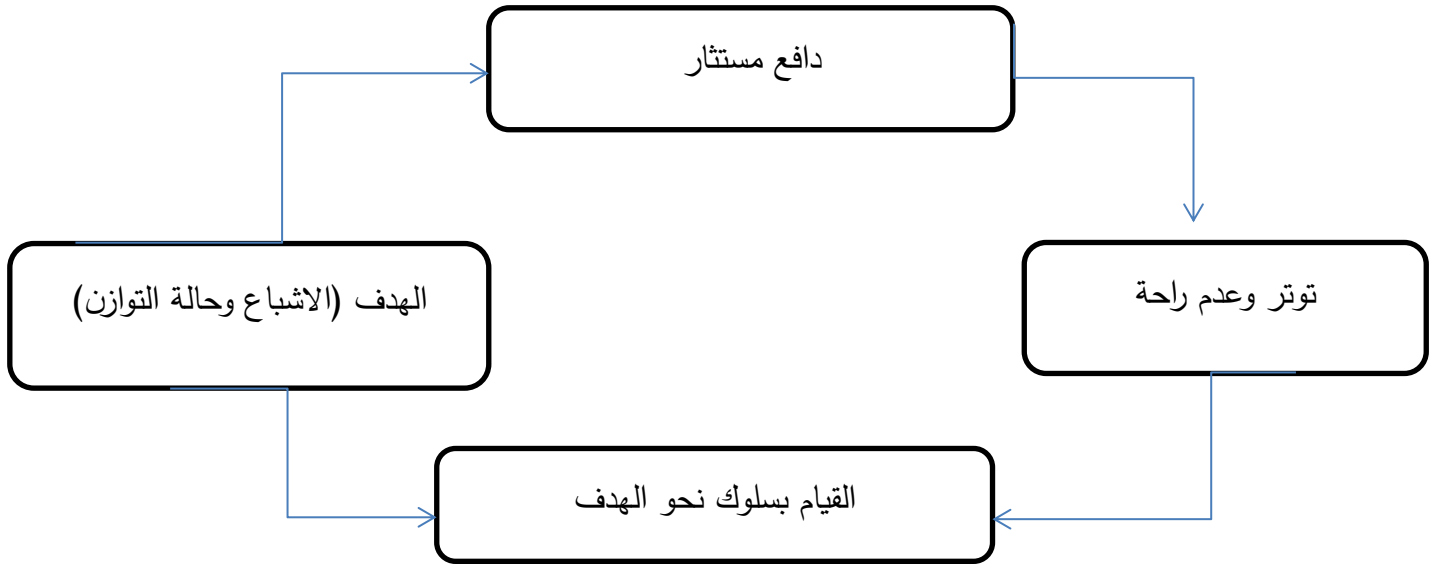 دافع مستثار
توتر وعدم راحة
الهدف (الاشباع وحالة التوازن)
القيام بسلوك نحو الهدف